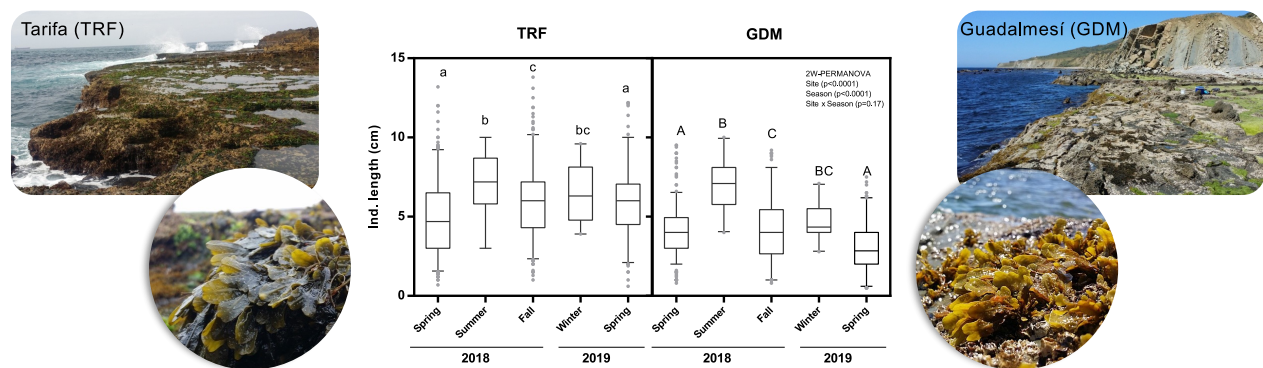 Tarifa (TRF)
TRF
GDM
Guadalmesí (GDM)
Ind. length (cm)
15
10
5
0
a
b
c
bc
a
A
B
C
BC
A
2W-PERMANOVA
Site (p<0.0001)
Season (p<0.0001)
Site x Season (p=0.17)
Spring
Summer
Fall
Winter
Spring
Spring
Summer
Fall
Winter
Spring
2018
2019
2018
2019